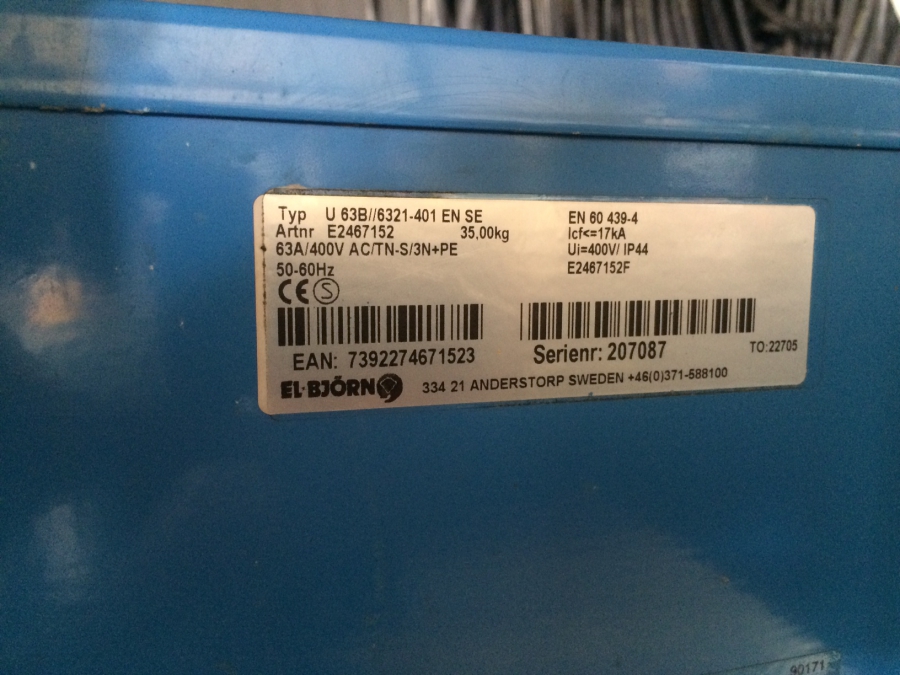 Typ U 63B//6321-401 EN SE
Artnr E2467152 35,00kg
63A/400V AC/TN-S/3N+PE
50-60Hz
CE S
EN 60 439-4
Icf<=17kA
Ui=400V/ IP44
E2467152F
EAN: 7392274671523
Serienr: 207087
TO:22705
EL·BJÖRN
334 21 ANDERSTORP SWEDEN +46(0)371-588100
90171